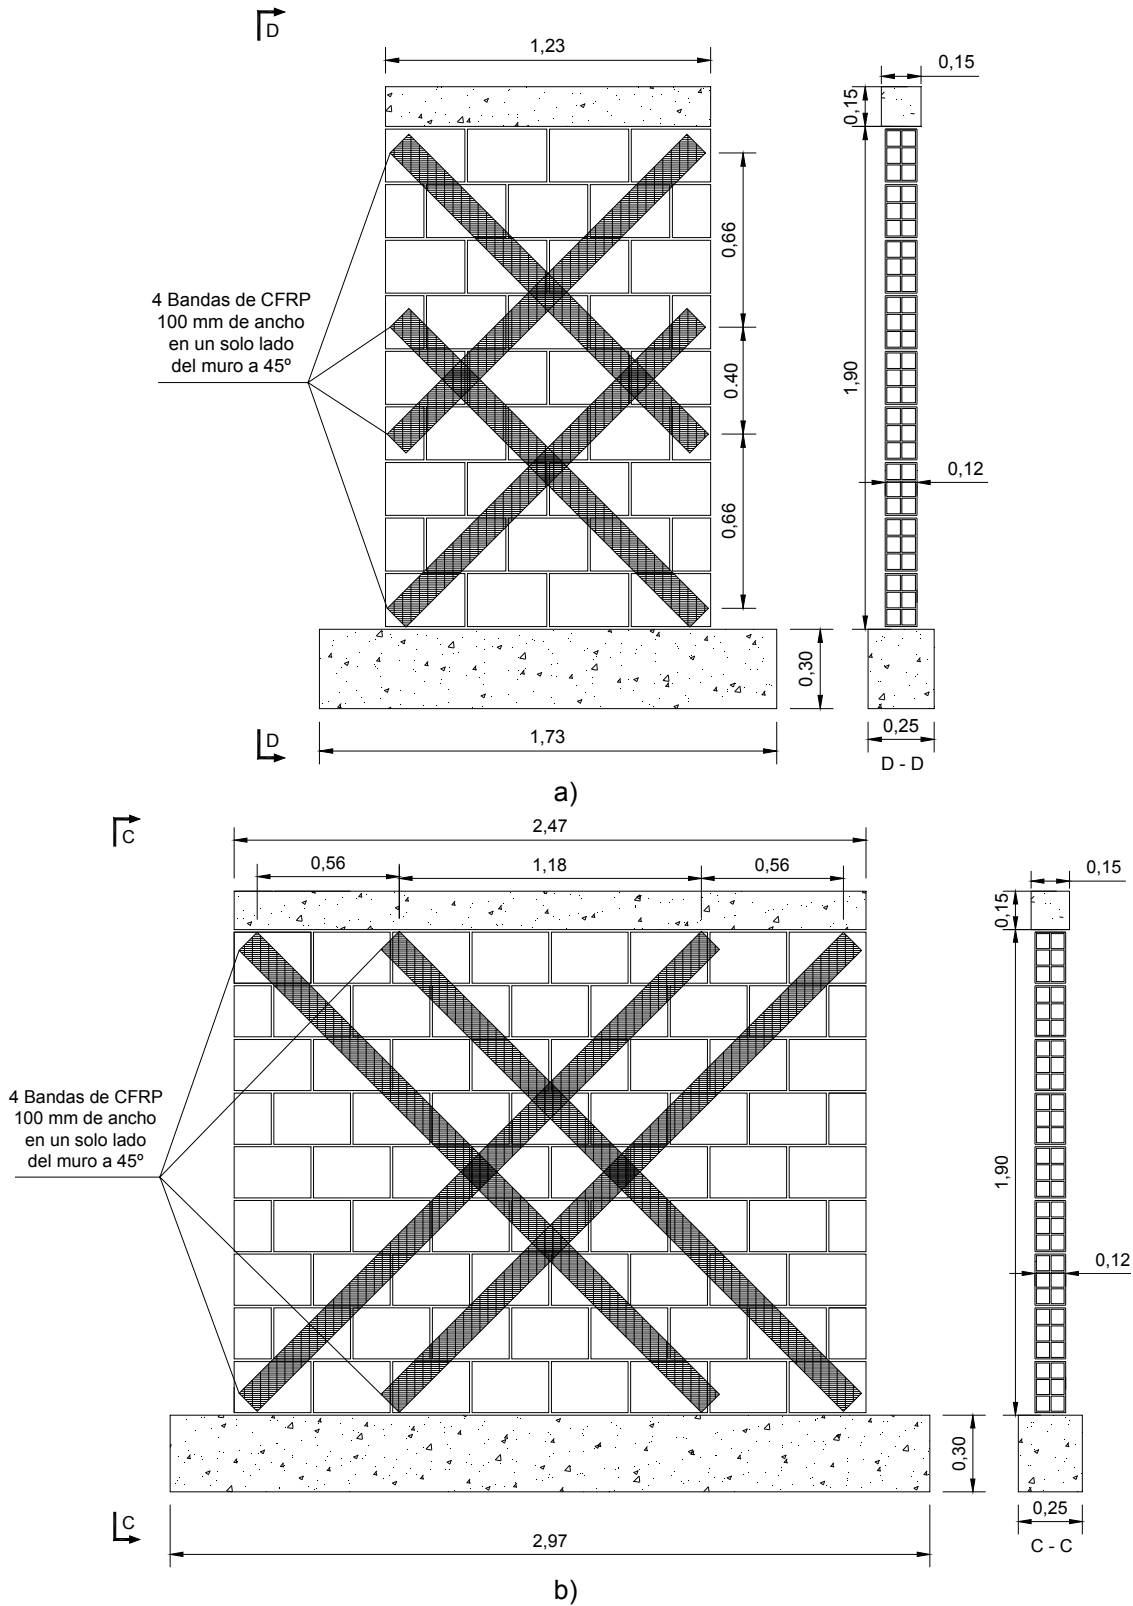 D
1,23
0,15
0,15
0,66
4 Bandas de CFRP
100 mm de ancho
en un solo lado
del muro a 45º
0.40
1,90
0,12
0,66
0,30
D
1,73
0,25
D - D
a)
C
2,47
0,56
1,18
0,56
0,15
0,15
4 Bandas de CFRP
100 mm de ancho
en un solo lado
del muro a 45º
1,90
0,12
0,30
C
2,97
0,25
C - C
b)